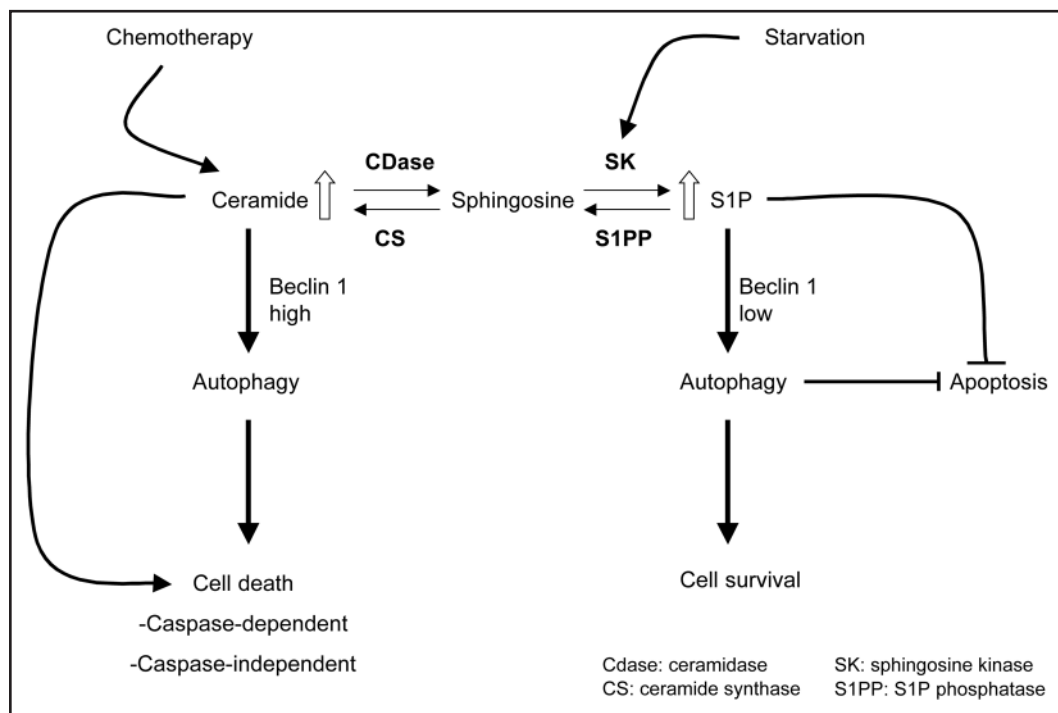 Chemotherapy
Starvation
CDase
SK
Ceramide
Sphingosine
S1P
CS
S1PP
Beclin 1
high
Beclin 1
low
Autophagy
Autophagy
Apoptosis
Cell death
Cell survival
-Caspase-dependent
-Caspase-independent
Cdase: ceramidase
SK: sphingosine kinase
CS: ceramide synthase
S1PP: S1P phosphatase